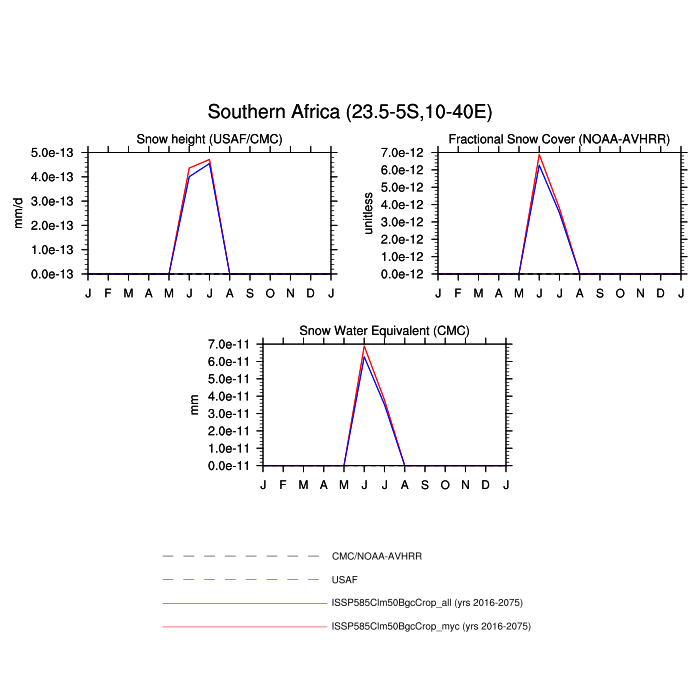 Southern Africa (23.5-5S,10-40E)
Snow height (USAF/CMC)
5.0e-13
4.0e-13
3.0e-13
2.0e-13
1.0e-13
0.0e-13
mm/d
J F M A M J J A S O N D J
Fractional Snow Cover (NOAA-AVHRR)
7.0e-12
6.0e-12
5.0e-12
4.0e-12
3.0e-12
2.0e-12
1.0e-12
0.0e-12
unitless
J F M A M J J A S O N D J
Snow Water Equivalent (CMC)
7.0e-11
6.0e-11
5.0e-11
4.0e-11
3.0e-11
2.0e-11
1.0e-11
0.0e-11
mm
J F M A M J J A S O N D J
CMC/NOAA-AVHRR
USAF
ISSP585Clm50BgcCrop_all (yrs 2016-2075)
ISSP585Clm50BgcCrop_myc (yrs 2016-2075)